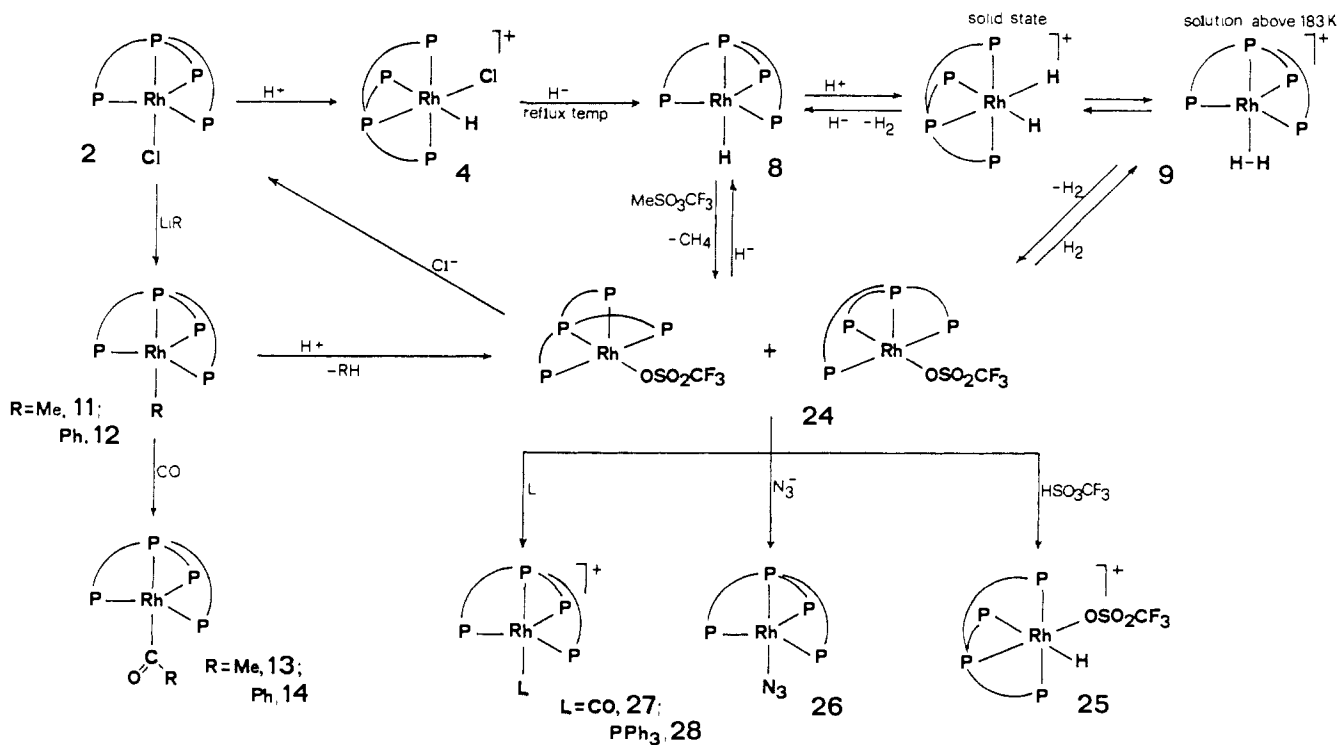 solid state
solution above 183 K
P P P P Rh Cl
2
H+
P P P P Rh Cl H ]+
4
H-
reflux temp
P P P P Rh H
8
H+
H- -H2
P P P P Rh H H ]+
P P P P Rh H-H ]+
9
LiR
Cl-
MeSO3CF3
-CH4
H-
-H2
H2
P P P P Rh R
R=Me, 11;
Ph, 12
H+
-RH
P P P P Rh OSO2CF3
+
P P P P Rh OSO2CF3
24
CO
L
N3-
HSO3CF3
P P P P Rh C O R
R=Me, 13;
Ph, 14
P P P P Rh L ]+
L=CO, 27;
PPh3, 28
P P P P Rh N3
26
P P P P Rh OSO2CF3 H ]+
25